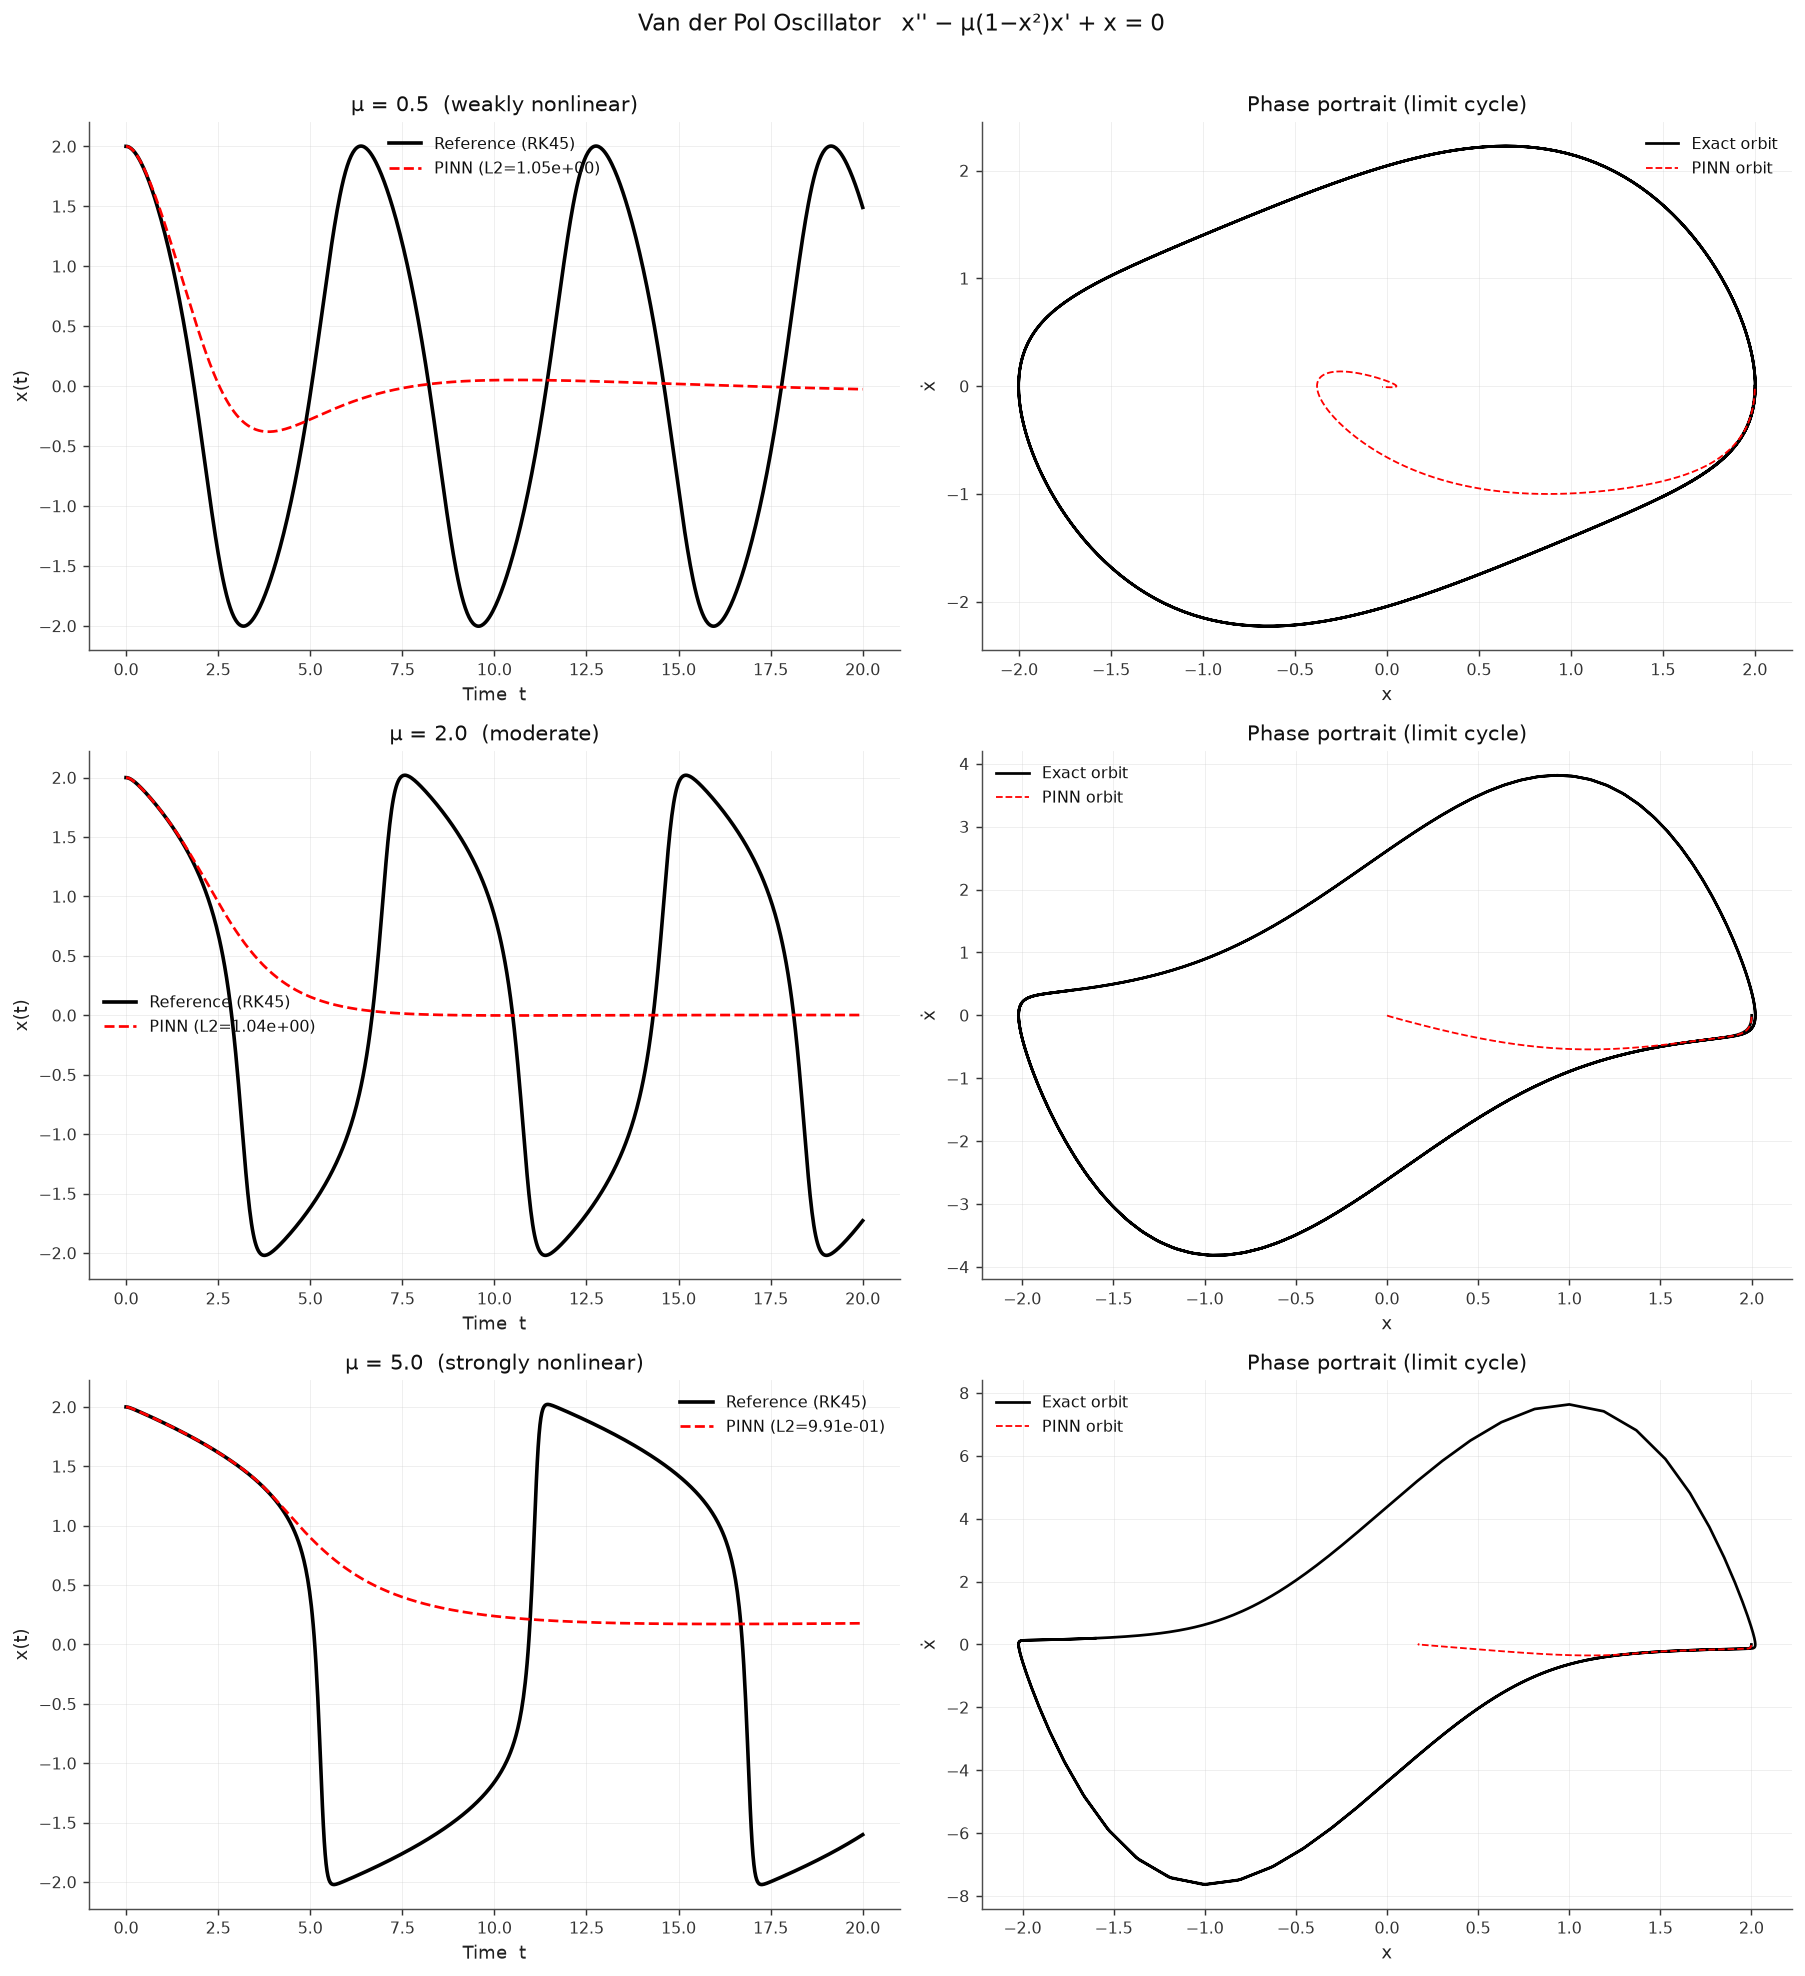 Van der Pol Oscillator   x'' − μ(1−x²)x' + x = 0
μ = 0.5  (weakly nonlinear)
Reference (RK45)
PINN (L2=1.05e+00)
2.0
1.5
1.0
0.5
0.0
−0.5
−1.0
−1.5
−2.0
x(t)
0.0 2.5 5.0 7.5 10.0 12.5 15.0 17.5 20.0
Time  t
Phase portrait (limit cycle)
Exact orbit
PINN orbit
2
1
0
−1
−2
ẋ
−2.0 −1.5 −1.0 −0.5 0.0 0.5 1.0 1.5 2.0
x
μ = 2.0  (moderate)
2.0
1.5
1.0
0.5
0.0
−0.5
−1.0
−1.5
−2.0
x(t)
Reference (RK45)
PINN (L2=1.04e+00)
0.0 2.5 5.0 7.5 10.0 12.5 15.0 17.5 20.0
Time  t
Phase portrait (limit cycle)
Exact orbit
PINN orbit
4
3
2
1
0
−1
−2
−3
−4
ẋ
−2.0 −1.5 −1.0 −0.5 0.0 0.5 1.0 1.5 2.0
x
μ = 5.0  (strongly nonlinear)
Reference (RK45)
PINN (L2=9.91e-01)
2.0
1.5
1.0
0.5
0.0
−0.5
−1.0
−1.5
−2.0
x(t)
0.0 2.5 5.0 7.5 10.0 12.5 15.0 17.5 20.0
Time  t
Phase portrait (limit cycle)
Exact orbit
PINN orbit
8
6
4
2
0
−2
−4
−6
−8
ẋ
−2.0 −1.5 −1.0 −0.5 0.0 0.5 1.0 1.5 2.0
x